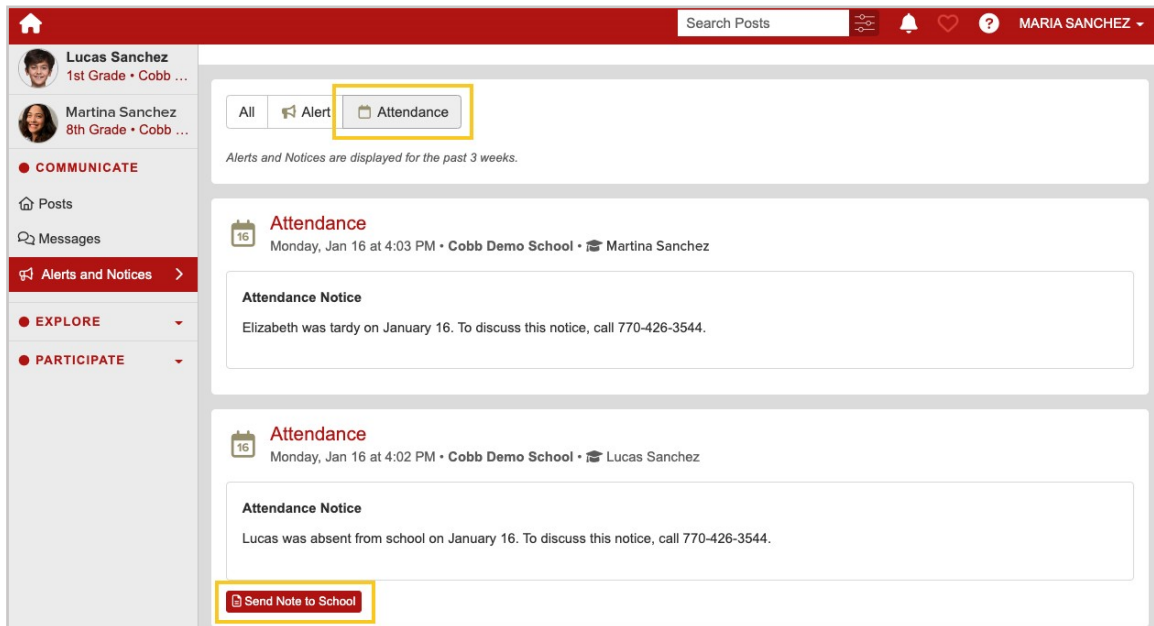 Search Posts
MARIA SANCHEZ
Lucas Sanchez
1st Grade • Cobb ...
Martina Sanchez
8th Grade • Cobb ...
COMMUNICATE
Posts
Messages
Alerts and Notices
EXPLORE
PARTICIPATE
All
Alert
Attendance
Alerts and Notices are displayed for the past 3 weeks.
16
Attendance
Monday, Jan 16 at 4:03 PM • Cobb Demo School • Martina Sanchez
Attendance Notice
Elizabeth was tardy on January 16. To discuss this notice, call 770-426-3544.
16
Attendance
Monday, Jan 16 at 4:02 PM • Cobb Demo School • Lucas Sanchez
Attendance Notice
Lucas was absent from school on January 16. To discuss this notice, call 770-426-3544.
Send Note to School